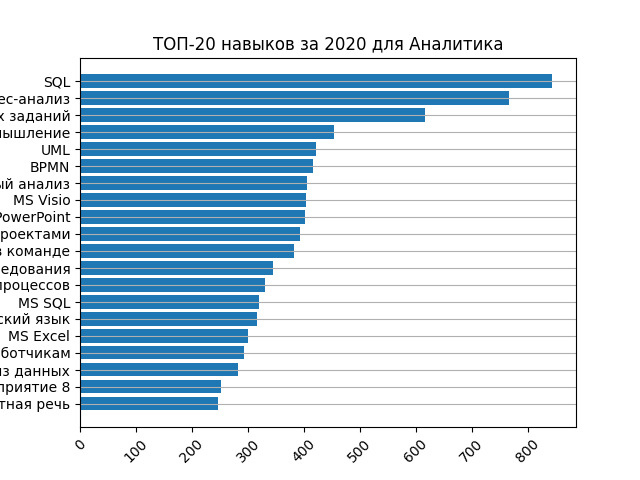 ТОП-20 навыков за 2020 для Аналитика
SQL
ес-анализ
х заданий
ышление
UML
BPMN
ый анализ
MS Visio
PowerPoint
роектами
в команде
едования
процессов
MS SQL
ский язык
MS Excel
ботчикам
из данных
приятие 8
тная речь
0 100 200 300 400 500 600 700 800